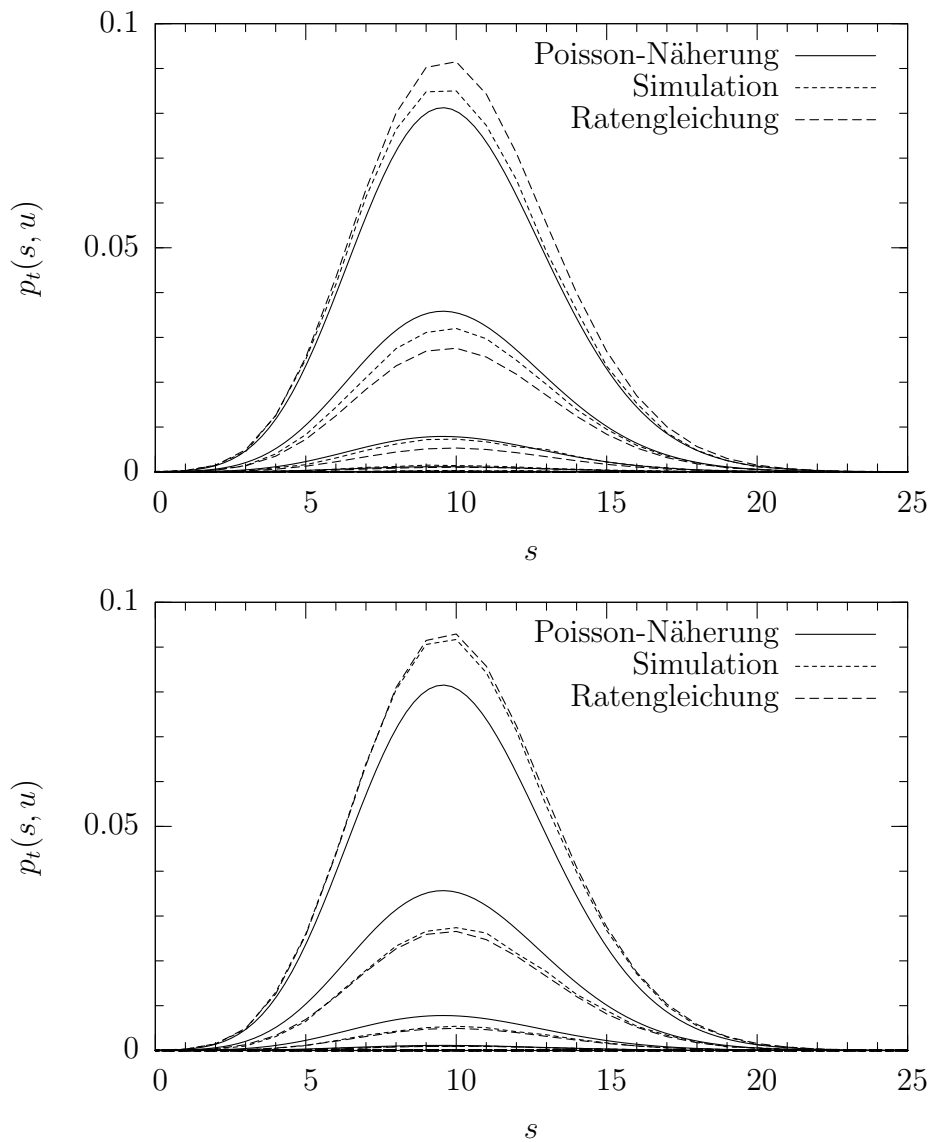 0.1
Poisson-Näherung
Simulation
Ratengleichung
0.05
p_t(s, u)
0
0 5 10 15 20 25
s
0.1
Poisson-Näherung
Simulation
Ratengleichung
0.05
p_t(s, u)
0
0 5 10 15 20 25
s